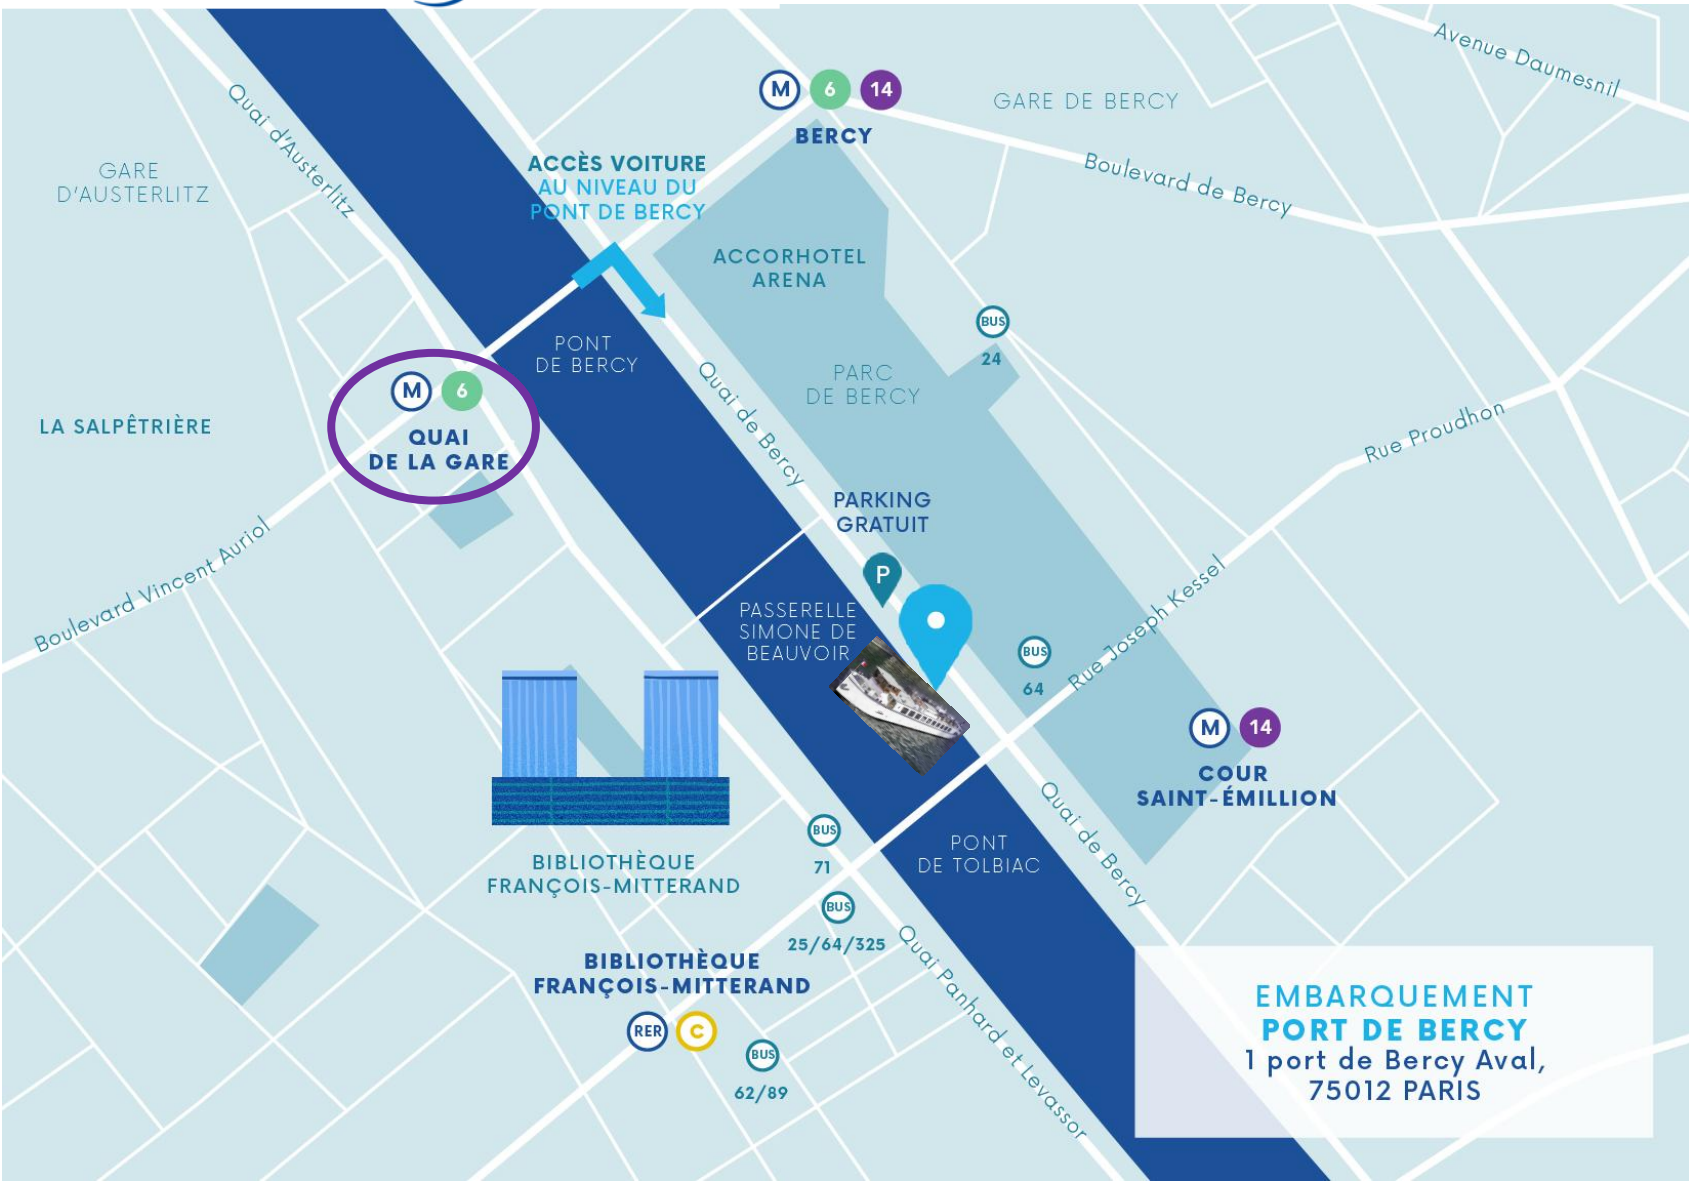 Avenue Daumesnil
M 6 14
BERCY
GARE DE BERCY
Quai d'Austerlitz
GARE
D'AUSTERLITZ
ACCÈS VOITURE
AU NIVEAU DU
PONT DE BERCY
Boulevard de Bercy
ACCORHOTEL
ARENA
BUS
24
PONT
DE BERCY
PARC
DE BERCY
Quai de Bercy
M 6
QUAI
DE LA GARE
LA SALPÊTRIÈRE
Rue Proudhon
PARKING
GRATUIT
P
Boulevard Vincent Auriol
PASSERELLE
SIMONE DE
BEAUVOIR
BUS
64
Rue Joseph Kessel
M 14
COUR
SAINT-ÉMILLION
Quai de Bercy
BUS
71
PONT
DE TOLBIAC
BIBLIOTHÈQUE
FRANÇOIS-MITTERAND
BUS
25/64/325
Quai Panhard et Levassor
BIBLIOTHÈQUE
FRANÇOIS-MITTERAND
RER C
BUS
62/89
EMBARQUEMENT
PORT DE BERCY
1 port de Bercy Aval,
75012 PARIS